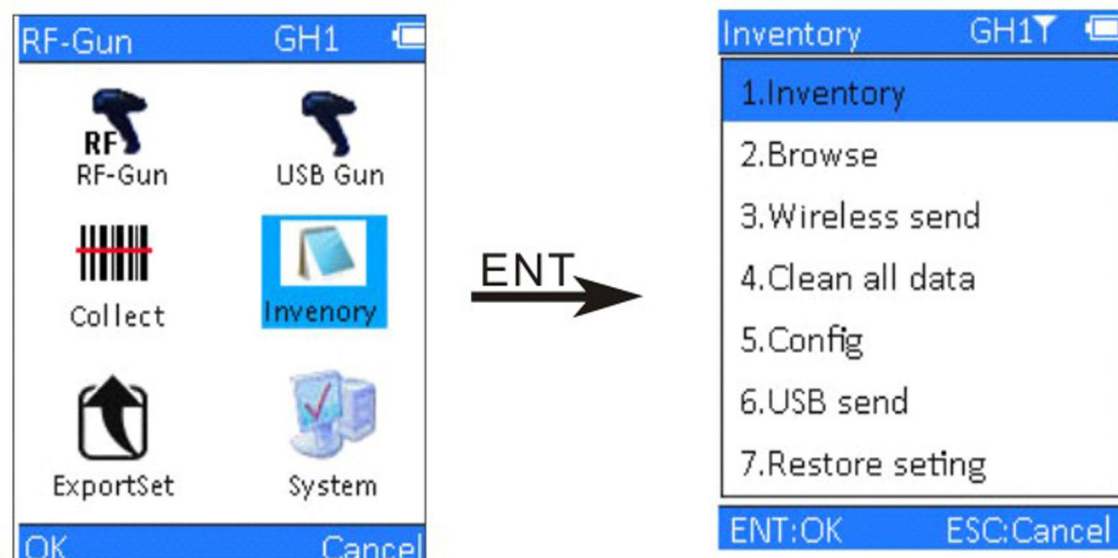 RF-Gun GH1
RF
RF-Gun USB Gun
Collect Invenory
ExportSet System
OK Cancel
ENT
Inventory GH1
1.Inventory
2.Browse
3.Wireless send
4.Clean all data
5.Config
6.USB send
7.Restore seting
ENT:OK ESC:Cancel